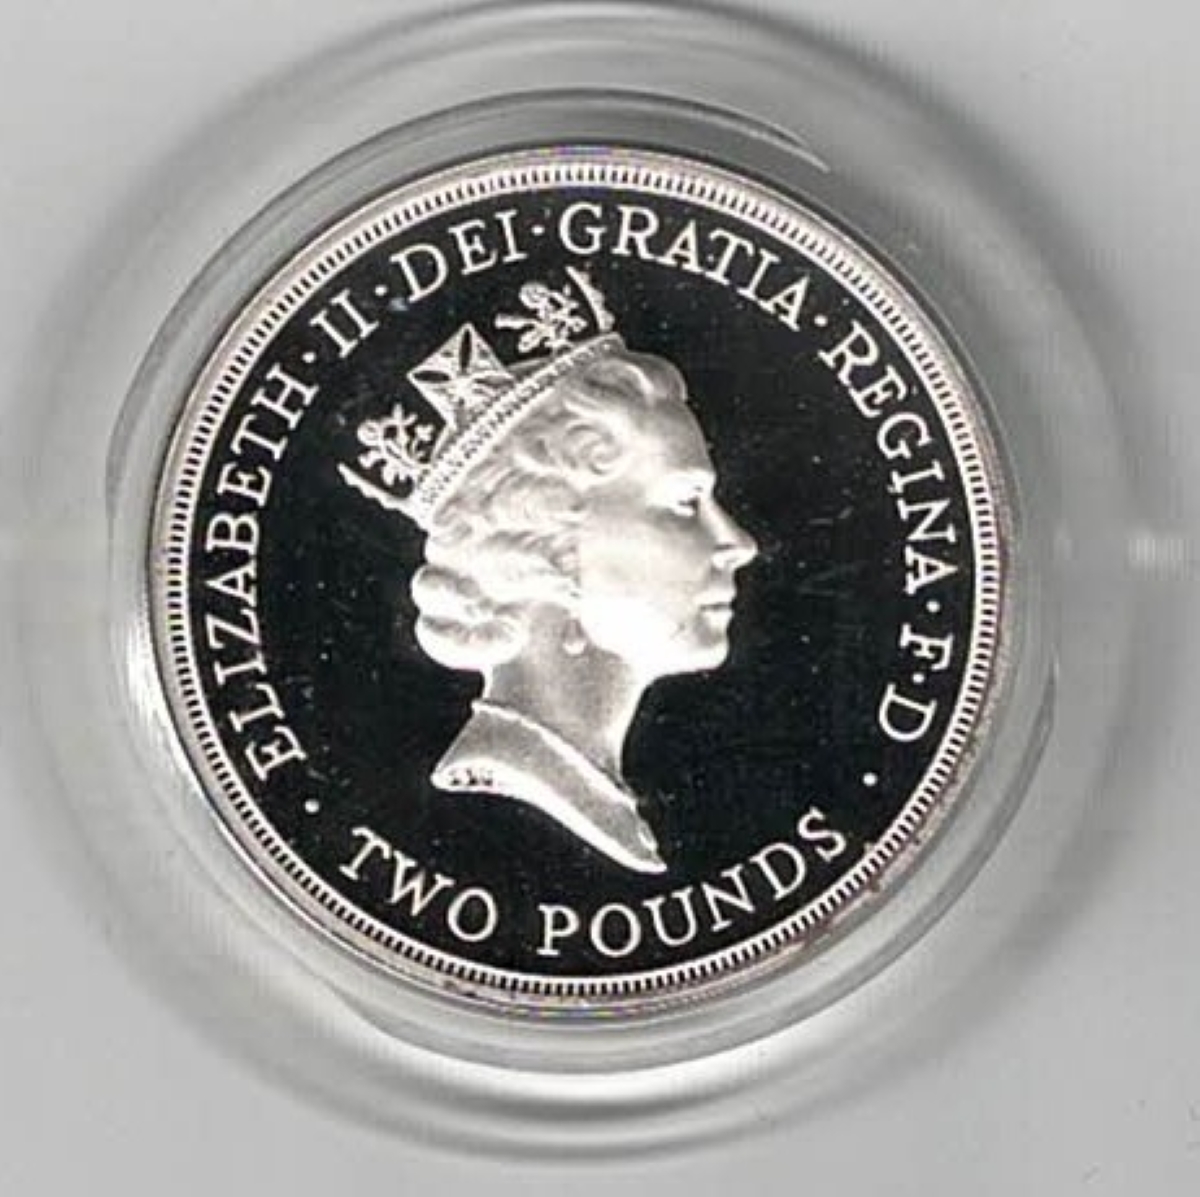 ELIZABETH·II·DEI·GRATIA·REGINA·F·D
·TWO POUNDS·